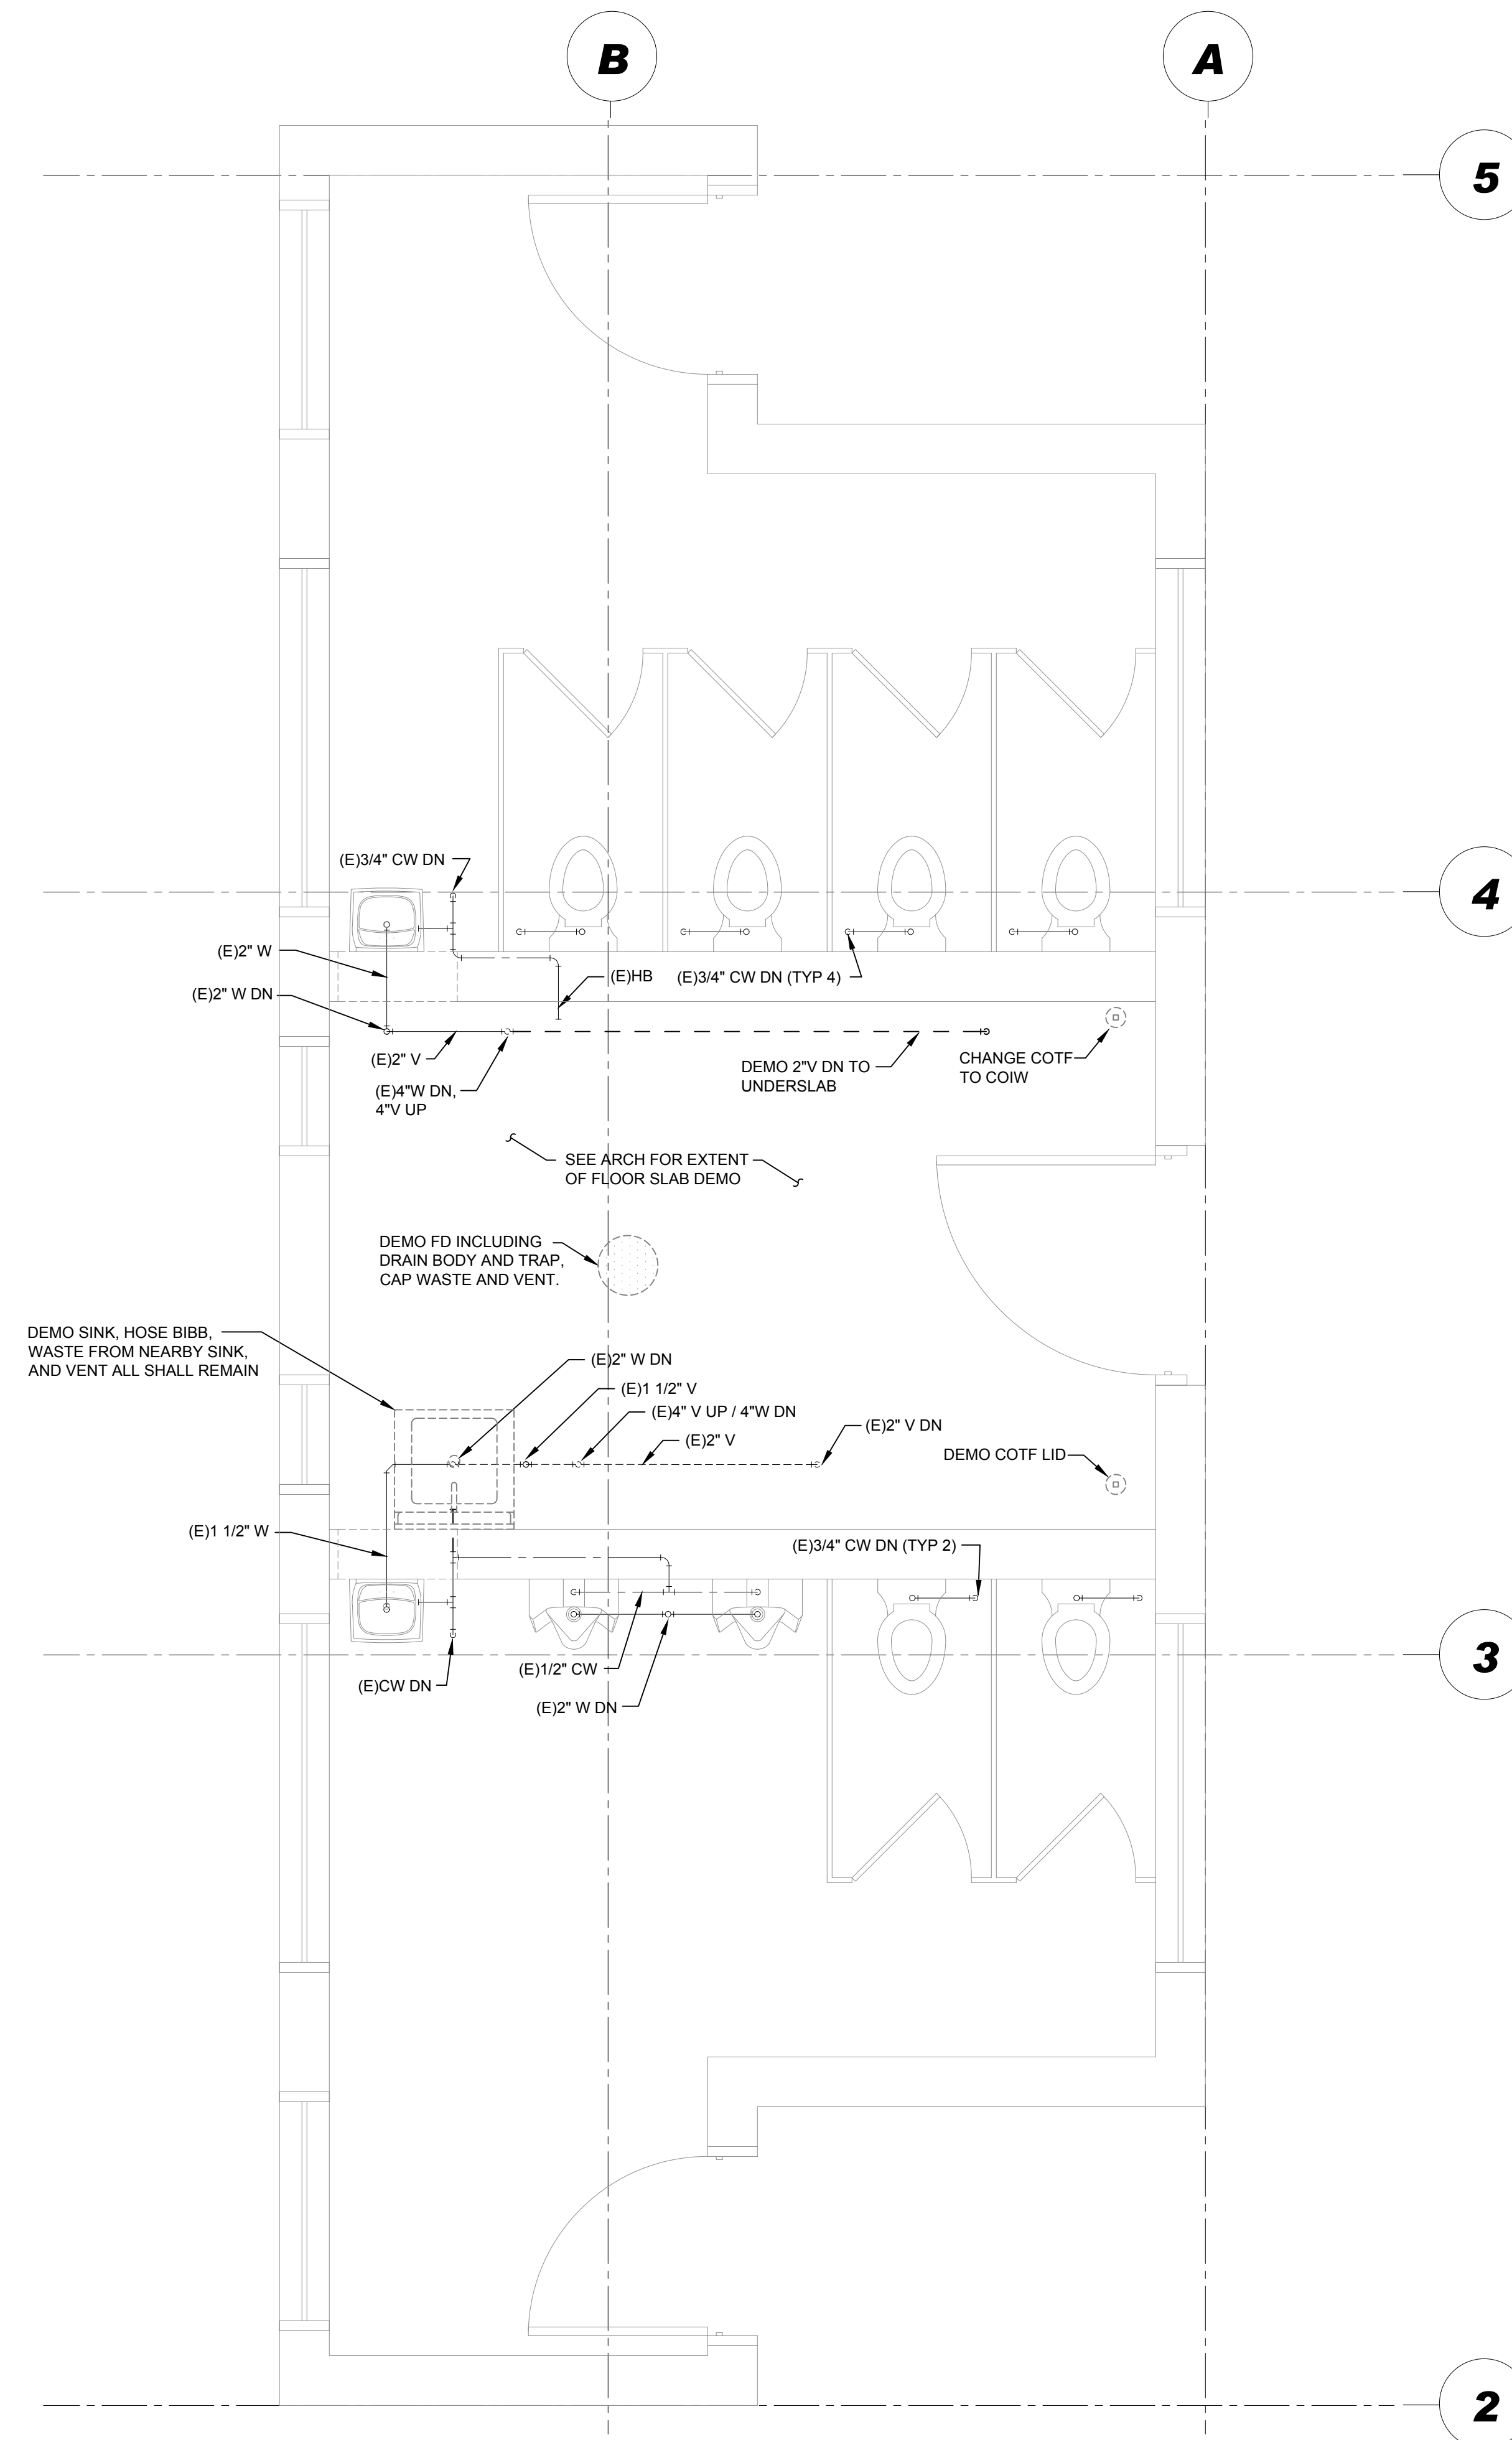 B
A
5
(E)3/4" CW DN
4
(E)2" W
(E)HB
(E)3/4" CW DN (TYP 4)
(E)2" W DN
(E)2" V
(E)4"W DN,
4"V UP
DEMO 2"V DN TO
UNDERSLAB
CHANGE COTF
TO COIW
SEE ARCH FOR EXTENT
OF FLOOR SLAB DEMO
DEMO FD INCLUDING
DRAIN BODY AND TRAP,
CAP WASTE AND VENT.
DEMO SINK, HOSE BIBB,
WASTE FROM NEARBY SINK,
AND VENT ALL SHALL REMAIN
(E)2" W DN
(E)1 1/2" V
(E)4" V UP / 4"W DN
(E)2" V
(E)2" V DN
DEMO COTF LID
(E)1 1/2" W
(E)3/4" CW DN (TYP 2)
(E)1/2" CW
(E)CW DN
(E)2" W DN
3
2